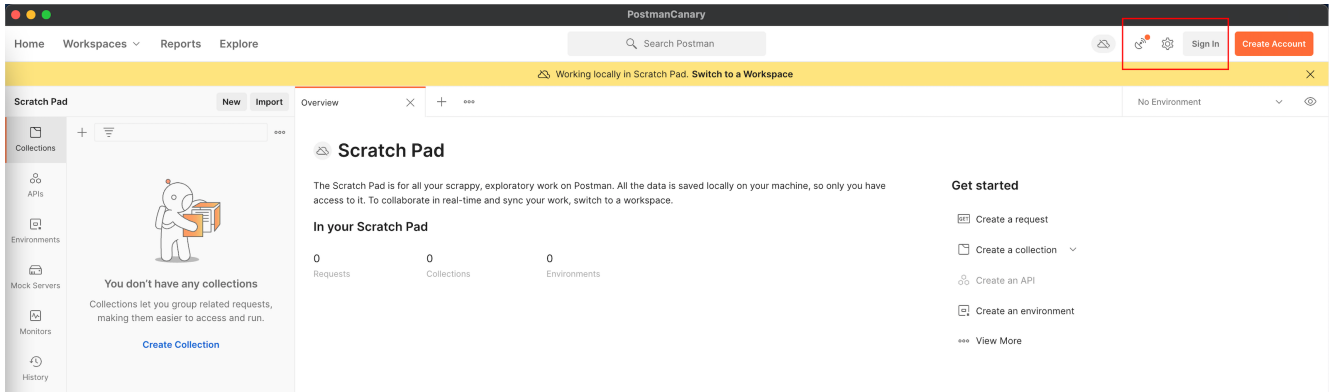 PostmanCanary
Home Workspaces Reports Explore Search Postman Sign In Create Account
Working locally in Scratch Pad. Switch to a Workspace
Scratch Pad New Import Overview No Environment
Collections
APIs
Environments
Mock Servers
Monitors
History
You don't have any collections
Collections let you group related requests,
making them easier to access and run.
Create Collection
Scratch Pad
The Scratch Pad is for all your scrappy, exploratory work on Postman. All the data is saved locally on your machine, so only you have
access to it. To collaborate in real-time and sync your work, switch to a workspace.
In your Scratch Pad
0 0 0
Requests Collections Environments
Get started
GET Create a request
Create a collection
Create an API
Create an environment
View More